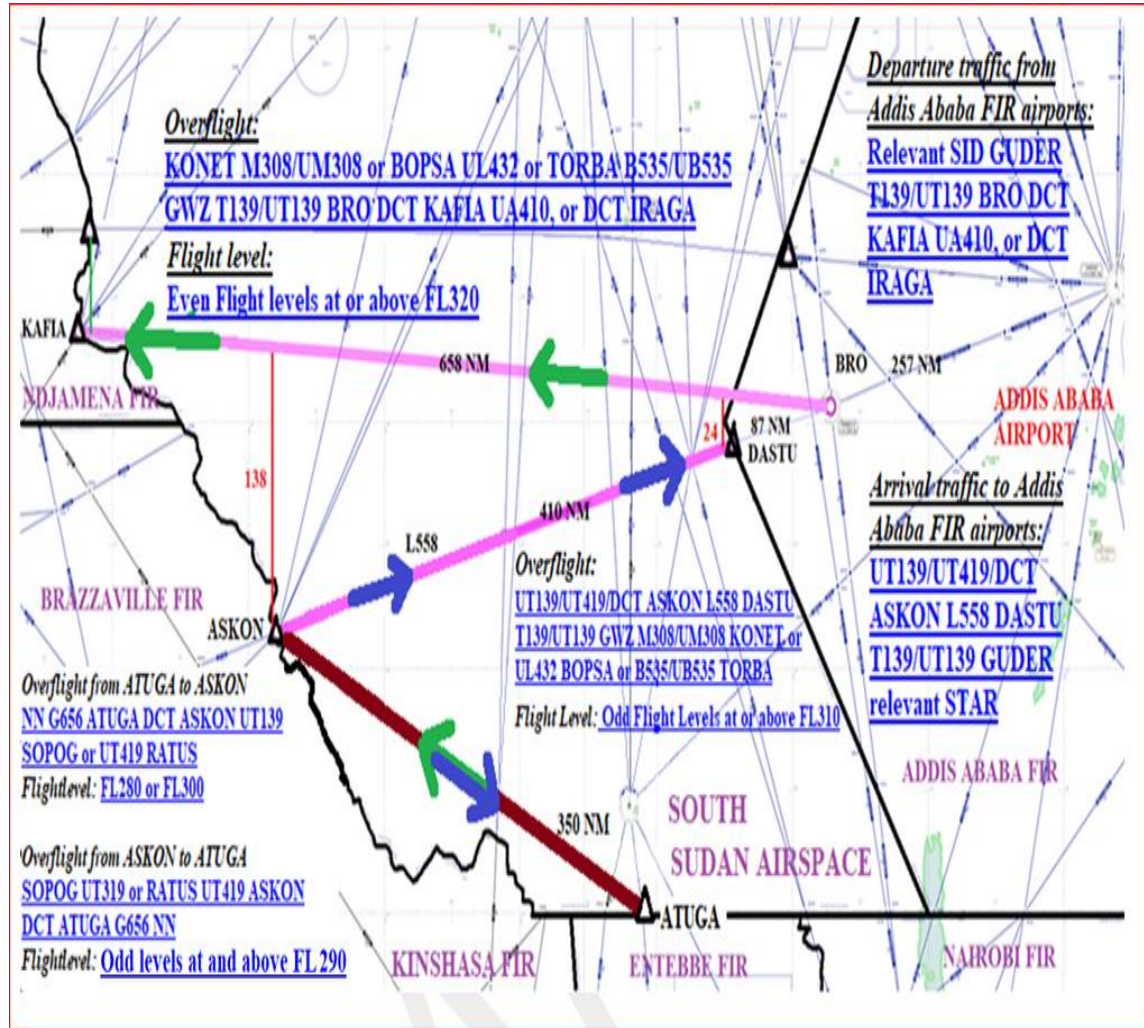 Overflight:
KONET M308/UM308 or BOPSA UL432 or TORBA B535/UB535
GWZ T139/UT139 BRO DCT KAFIA UA410, or DCT IRAGA
Flight level:
Even Flight levels at or above FL320
Departure traffic from
Addis Ababa FIR airports:
Relevant SID GUDER
T139/UT139 BRO DCT
KAFIA UA410, or DCT
IRAGA
KAFIA
658 NM
BRO
257 NM
NDJAMENA FIR
ADDIS ABABA
AIRPORT
24
87 NM
DASTU
138
410 NM
L558
Arrival traffic to Addis
Ababa FIR airports:
UT139/UT419/DCT
ASKON L558 DASTU
T139/UT139 GUDER
relevant STAR
Overflight:
UT139/UT419/DCT ASKON L558 DASTU
T139/UT139 GWZ M308/UM308 KONET or
UL432 BOPSA or B535/UB535 TORBA
Flight Level: Odd Flight Levels at or above FL310
BRAZZAVILLE FIR
ASKON
Overflight from ATUGA to ASKON
NN G656 ATUGA DCT ASKON UT139
SOPOG or UT419 RATUS
Flightlevel: FL280 or FL300
ADDIS ABABA FIR
350 NM
SOUTH
SUDAN AIRSPACE
Overflight from ASKON to ATUGA
SOPOG UT319 or RATUS UT419 ASKON
DCT ATUGA G656 NN
Flightlevel: Odd levels at and above FL 290
ATUGA
KINSHASA FIR
ENTEBBE FIR
NAIROBI FIR